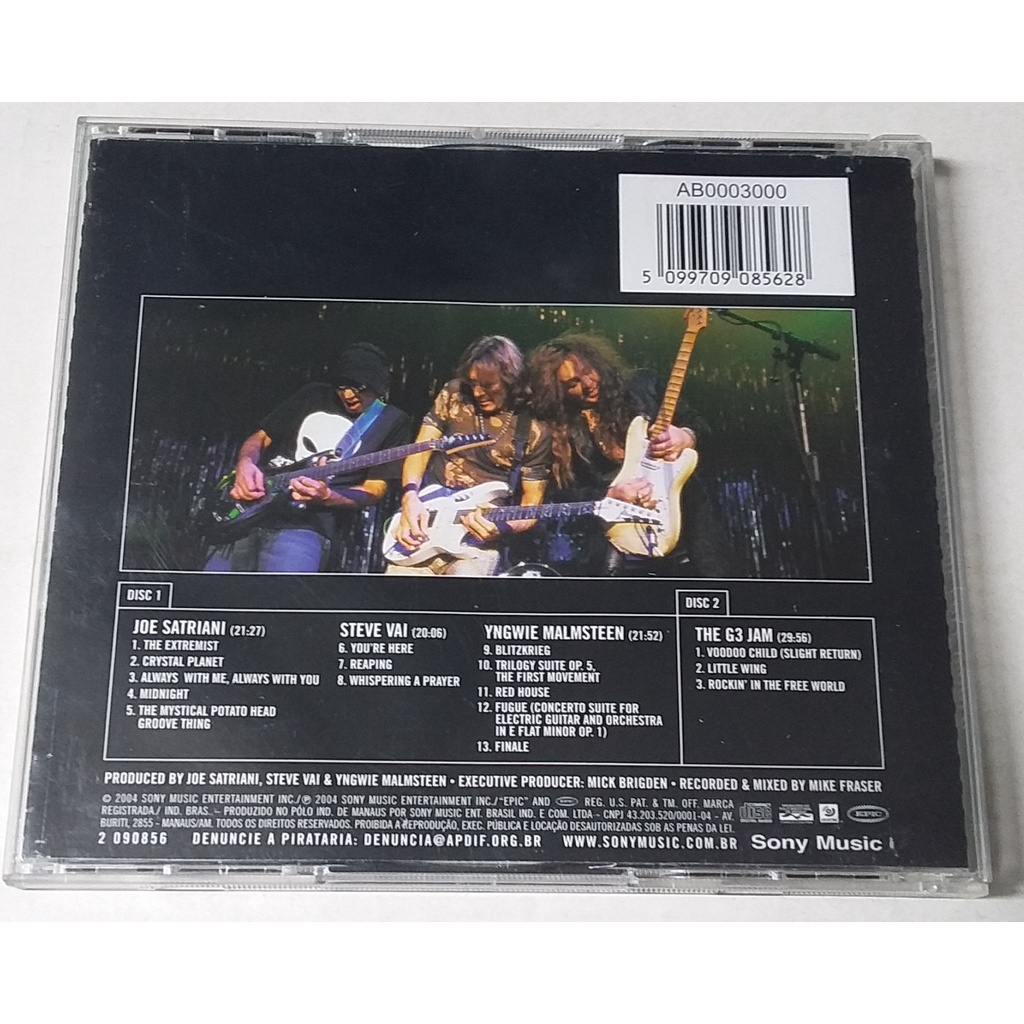 AB0003000
5 099709 085628
DISC 1
JOE SATRIANI (21:27)
1. THE EXTREMIST
2. CRYSTAL PLANET
3. ALWAYS WITH ME, ALWAYS WITH YOU
4. MIDNIGHT
5. THE MYSTICAL POTATO HEAD
GROOVE THING
STEVE VAI (20:06)
6. YOU'RE HERE
7. REAPING
8. WHISPERING A PRAYER
YNGWIE MALMSTEEN (21:52)
9. BLITZKRIEG
10. TRILOGY SUITE OP. 5,
THE FIRST MOVEMENT
11. RED HOUSE
12. FUGUE (CONCERTO SUITE FOR
ELECTRIC GUITAR AND ORCHESTRA
IN E FLAT MINOR OP. 1)
13. FINALE
DISC 2
THE G3 JAM (29:56)
1. VOODOO CHILD (SLIGHT RETURN)
2. LITTLE WING
3. ROCKIN' IN THE FREE WORLD
PRODUCED BY JOE SATRIANI, STEVE VAI & YNGWIE MALMSTEEN • EXECUTIVE PRODUCER: MICK BRIGDEN • RECORDED & MIXED BY MIKE FRASER
© 2004 SONY MUSIC ENTERTAINMENT INC./℗ 2004 SONY MUSIC ENTERTAINMENT INC./"EPIC" AND EPIC REG. U.S. PAT. & TM. OFF. MARCA
REGISTRADA./ IND. BRAS. – PRODUZIDO NO PÓLO IND. DE MANAUS POR SONY MUSIC ENT. BRASIL IND. E COM. LTDA - CNPJ 43.203.520/0001-04 - AV.
BURITI, 2855 - MANAUS/AM. TODOS OS DIREITOS RESERVADOS. PROIBIDA A REPRODUÇÃO, EXEC. PÚBLICA E LOCAÇÃO DESAUTORIZADAS SOB AS PENAS DA LEI.
EPIC
2 090856 DENUNCIE A PIRATARIA: DENUNCIA@APDIF.ORG.BR WWW.SONYMUSIC.COM.BR Sony Music